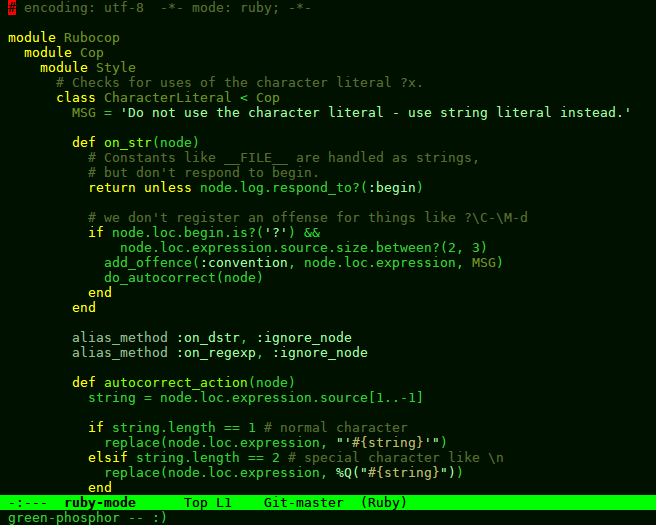 # encoding: utf-8  -*- mode: ruby; -*-

module Rubocop
  module Cop
    module Style
      # Checks for uses of the character literal ?x.
      class CharacterLiteral < Cop
        MSG = 'Do not use the character literal - use string literal instead.'

        def on_str(node)
          # Constants like __FILE__ are handled as strings,
          # but don't respond to begin.
          return unless node.log.respond_to?(:begin)

          # we don't register an offense for things like ?\C-\M-d
          if node.loc.begin.is?('?') &&
              node.loc.expression.source.size.between?(2, 3)
            add_offence(:convention, node.loc.expression, MSG)
            do_autocorrect(node)
          end
        end

        alias_method :on_dstr, :ignore_node
        alias_method :on_regexp, :ignore_node

        def autocorrect_action(node)
          string = node.loc.expression.source[1..-1]

          if string.length == 1 # normal character
            replace(node.loc.expression, "'#{string}'")
          elsif string.length == 2 # special character like \n
            replace(node.loc.expression, %Q("#{string}"))
          end
-:---  ruby-mode      Top L1    Git-master  (Ruby)
green-phosphor -- :)